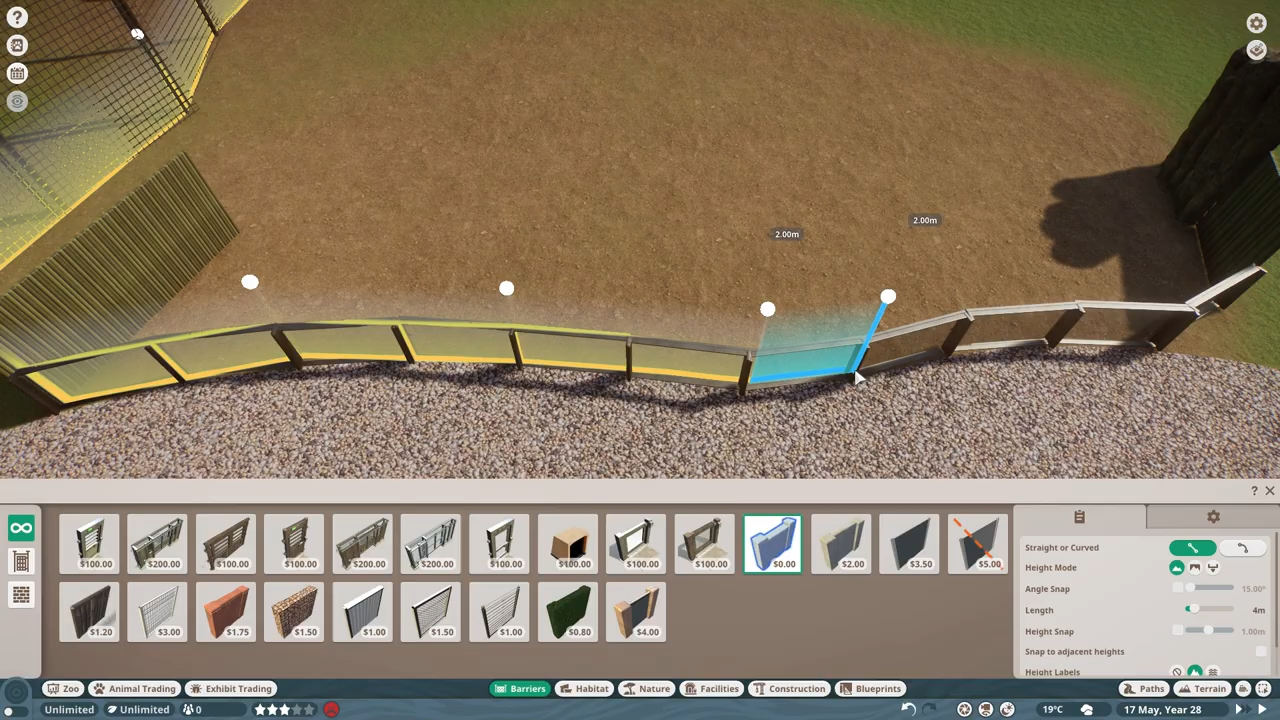 2.00m
2.00m
?
?
$100.00
$200.00
$100.00
$100.00
$200.00
$200.00
$100.00
$100.00
$100.00
$100.00
$0.00
$2.00
$3.50
$5.00
$1.20
$3.00
$1.75
$1.50
$1.00
$1.50
$1.00
$0.80
$4.00
Straight or Curved
Height Mode
Angle Snap 15.00°
Length 4m
Height Snap 1.00m
Snap to adjacent heights
Height Labels
Zoo Animal Trading Exhibit Trading Barriers Habitat Nature Facilities Construction Blueprints Paths Terrain
Unlimited Unlimited 0 19°C 17 May, Year 28